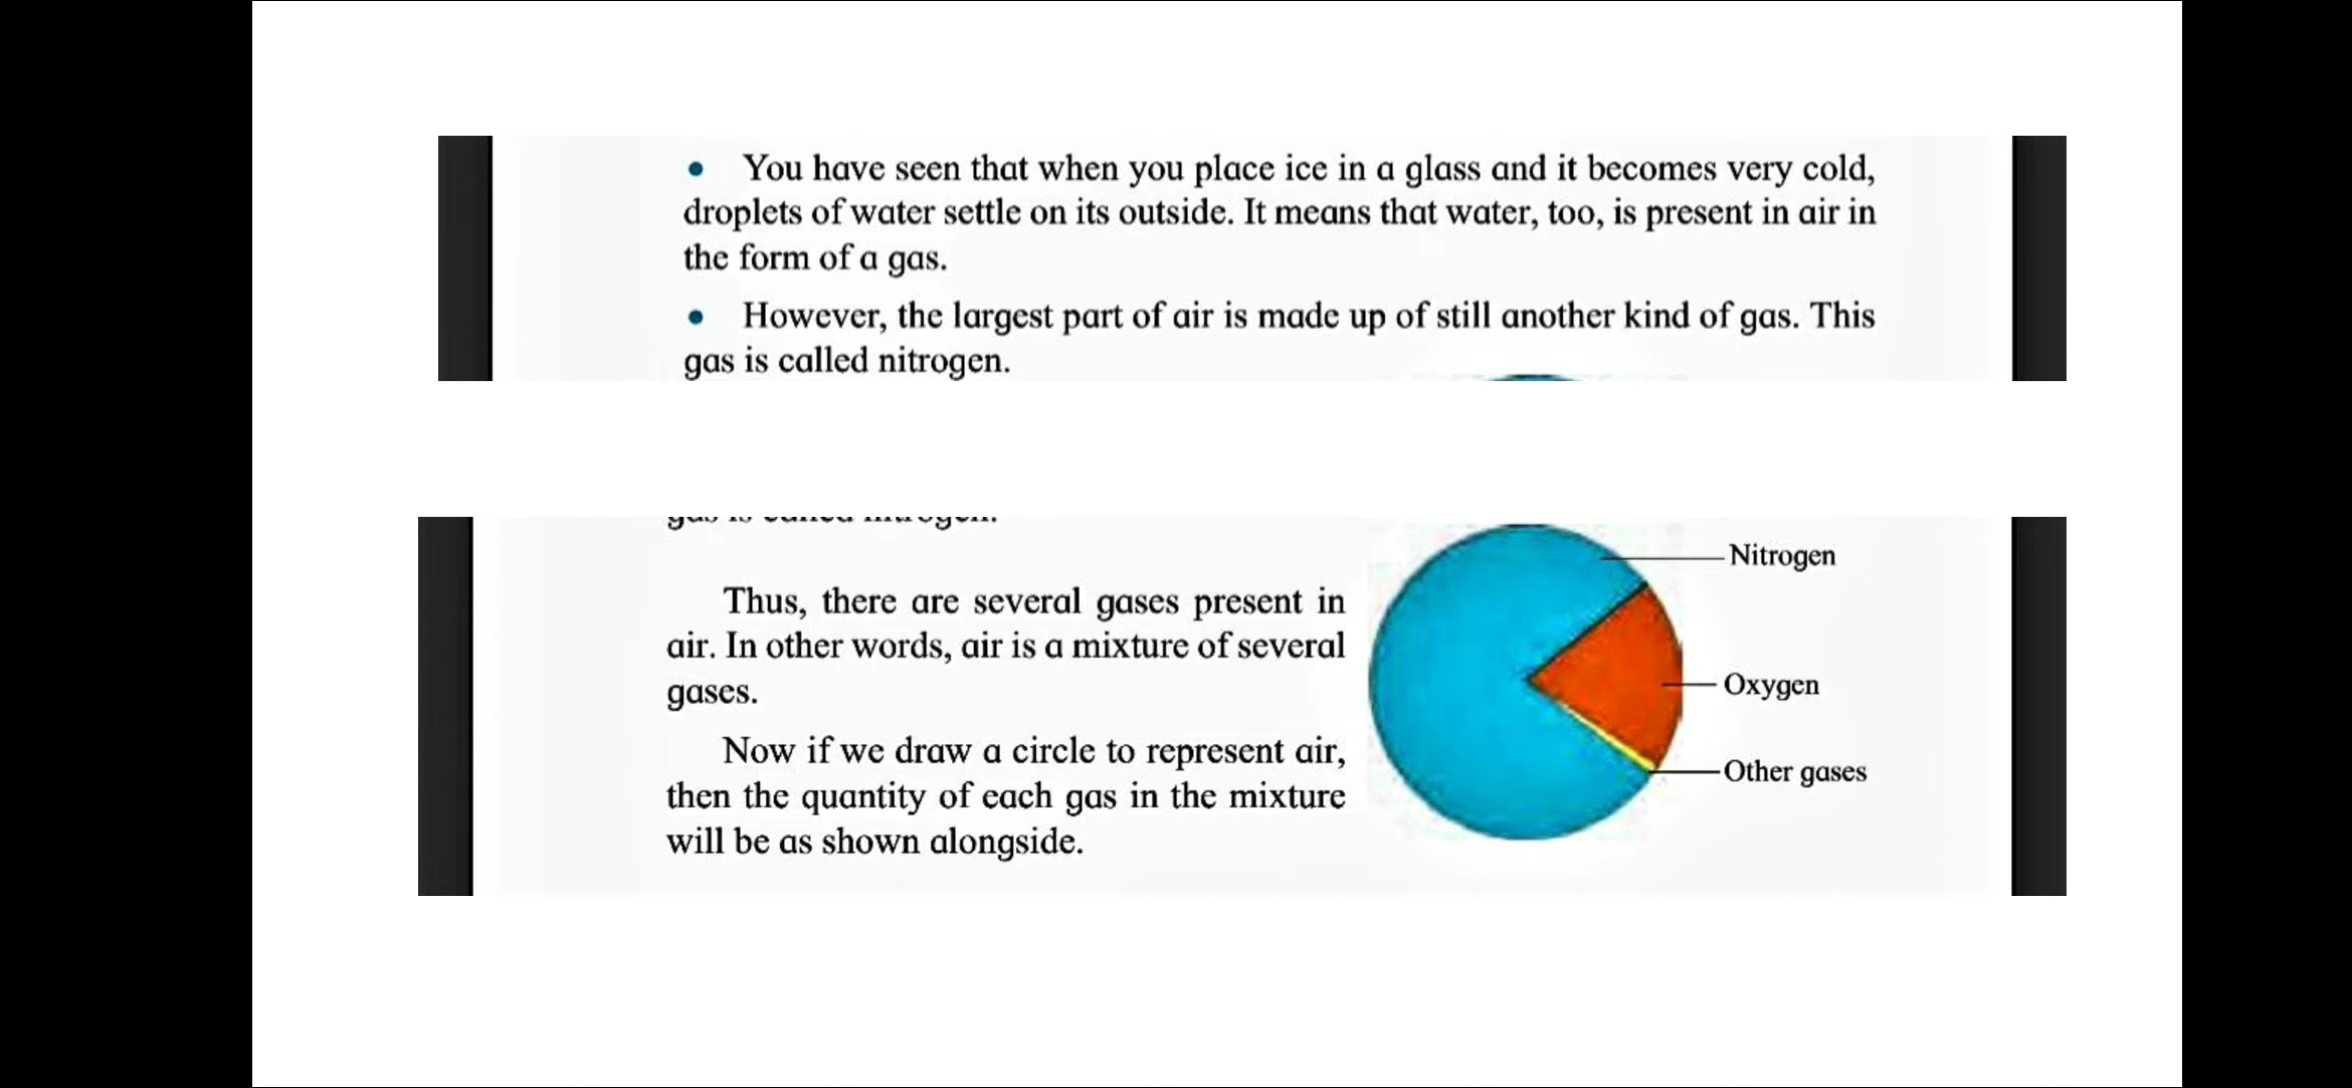 • You have seen that when you place ice in a glass and it becomes very cold,
droplets of water settle on its outside. It means that water, too, is present in air in
the form of a gas.
• However, the largest part of air is made up of still another kind of gas. This
gas is called nitrogen.
gas is called nitrogen.
Thus, there are several gases present in
air. In other words, air is a mixture of several
gases.
Now if we draw a circle to represent air,
then the quantity of each gas in the mixture
will be as shown alongside.
Nitrogen
Oxygen
Other gases